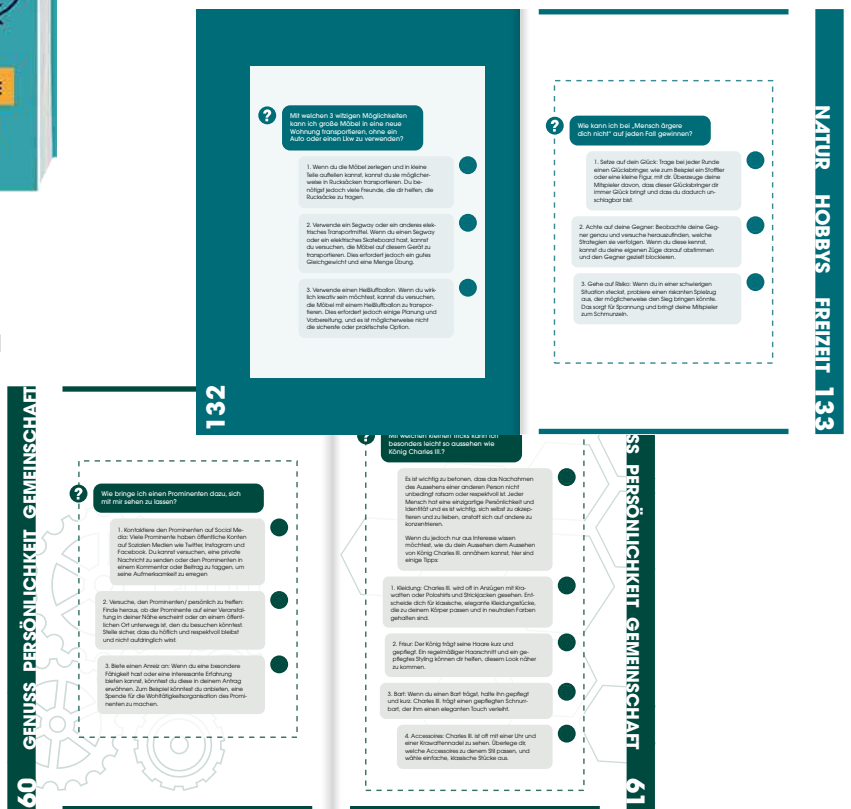 E
132
?
Mit welchen 3 witzigen Möglichkeiten
kann ich große Möbel in eine neue
Wohnung transportieren, ohne ein
Auto oder einen Lkw zu verwenden?
1. Wenn du die Möbel zerlegen und in kleine
Teile aufteilen kannst, kannst du sie möglicher-
weise in Rucksäcken transportieren. Du be-
nötigst jedoch viele Freunde, die dir helfen, die
Rucksäcke zu tragen.
2. Verwende ein Segway oder ein anderes elek-
trisches Transportmittel. Wenn du einen Segway
oder ein elektrisches Skateboard hast, kannst
du versuchen, die Möbel auf diesem Gerät zu
transportieren. Dies erfordert jedoch ein gutes
Gleichgewicht und eine Menge Übung.
3. Verwende einen Heißluftballon. Wenn du wirk-
lich kreativ sein möchtest, kannst du versuchen,
die Möbel mit einem Heißluftballon zu transpor-
tieren. Dies erfordert jedoch einige Planung und
Vorbereitung, und es ist möglicherweise nicht
die sicherste oder praktischste Option.
?
Wie kann ich bei „Mensch ärgere
dich nicht" auf jeden Fall gewinnen?
1. Setze auf dein Glück: Trage bei jeder Runde
einen Glücksbringer, wie zum Beispiel ein Stofftier
oder eine kleine Figur, mit dir. Überzeuge deine
Mitspieler davon, dass dieser Glücksbringer dir
immer Glück bringt und dass du dadurch un-
schlagbar bist.
2. Achte auf deine Gegner: Beobachte deine Geg-
ner genau und versuche herauszufinden, welche
Strategien sie verfolgen. Wenn du diese kennst,
kannst du deine eigenen Züge darauf abstimmen
und den Gegner gezielt blockieren.
3. Gehe auf Risiko: Wenn du in einer schwierigen
Situation steckst, probiere einen riskanten Spielzug
aus, der möglicherweise den Sieg bringen könnte.
Das sorgt für Spannung und bringt deine Mitspieler
zum Schmunzeln.
NATUR HOBBYS FREIZEIT 133
60 GENUSS PERSÖNLICHKEIT GEMEINSCHAFT
?
Wie bringe ich einen Prominenten dazu, sich
mit mir sehen zu lassen?
1. Kontaktiere den Prominenten auf Social Me-
dia: Viele Prominente haben öffentliche Konten
auf Sozialen Medien wie Twitter, Instagram und
Facebook. Du kannst versuchen, eine private
Nachricht zu senden oder den Prominenten in
einem Kommentar oder Beitrag zu taggen, um
seine Aufmerksamkeit zu erregen
2. Versuche, den Prominenten/ persönlich zu treffen:
Finde heraus, ob der Prominente auf einer Veranstal-
tung in deiner Nähe erscheint oder an einem öffent-
lichen Ort unterwegs ist, den du besuchen könntest.
Stelle sicher, dass du höflich und respektvoll bleibst
und nicht aufdringlich wirst.
3. Biete einen Anreiz an: Wenn du eine besondere
Fähigkeit hast oder eine interessante Erfahrung
bieten kannst, könntest du diese in deinem Antrag
erwähnen. Zum Beispiel könntest du anbieten, eine
Spende für die Wohltätigkeitsorganisation des Promi-
nenten zu machen.
?
Mit welchen kleinen Tricks kann ich
besonders leicht so aussehen wie
König Charles III.?
Es ist wichtig zu betonen, dass das Nachahmen
des Aussehens einer anderen Person nicht
unbedingt ratsam oder respektvoll ist. Jeder
Mensch hat eine einzigartige Persönlichkeit und
Identität und es ist wichtig, sich selbst zu akzep-
tieren und zu lieben, anstatt sich auf andere zu
konzentrieren.
Wenn du jedoch nur aus Interesse wissen
möchtest, wie du dein Aussehen dem Aussehen
von König Charles III. annähern kannst, hier sind
einige Tipps:
1. Kleidung: Charles III. wird oft in Anzügen mit Kra-
watten oder Poloshirts und Strickjacken gesehen. Ent-
scheide dich für klassische, elegante Kleidungsstücke,
die zu deinem Körper passen und in neutralen Farben
gehalten sind.
2. Frisur: Der König trägt seine Haare kurz und
gepflegt. Ein regelmäßiger Haarschnitt und ein ge-
pflegtes Styling können dir helfen, diesem Look näher
zu kommen.
3. Bart: Wenn du einen Bart trägst, halte ihn gepflegt
und kurz. Charles III. trägt einen gepflegten Schnurr-
bart, der ihm einen eleganten Touch verleiht.
4. Accessoires: Charles III. ist oft mit einer Uhr und
einer Krawattennadel zu sehen. Überlege dir,
welche Accessoires zu deinem Stil passen, und
wähle einfache, klassische Stücke aus.
SS PERSÖNLICHKEIT GEMEINSCHAFT 61